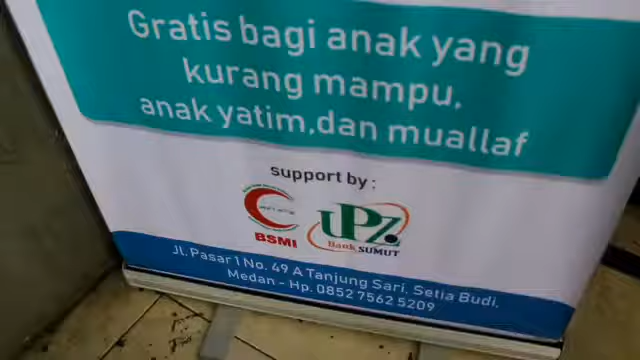 Gratis bagi anak yang
kurang mampu,
anak yatim,dan muallaf
support by :
BSMI
UPZ
Bank SUMUT
Jl. Pasar 1 No. 49 A Tanjung Sari, Setia Budi,
Medan - Hp. 0852 7562 5209